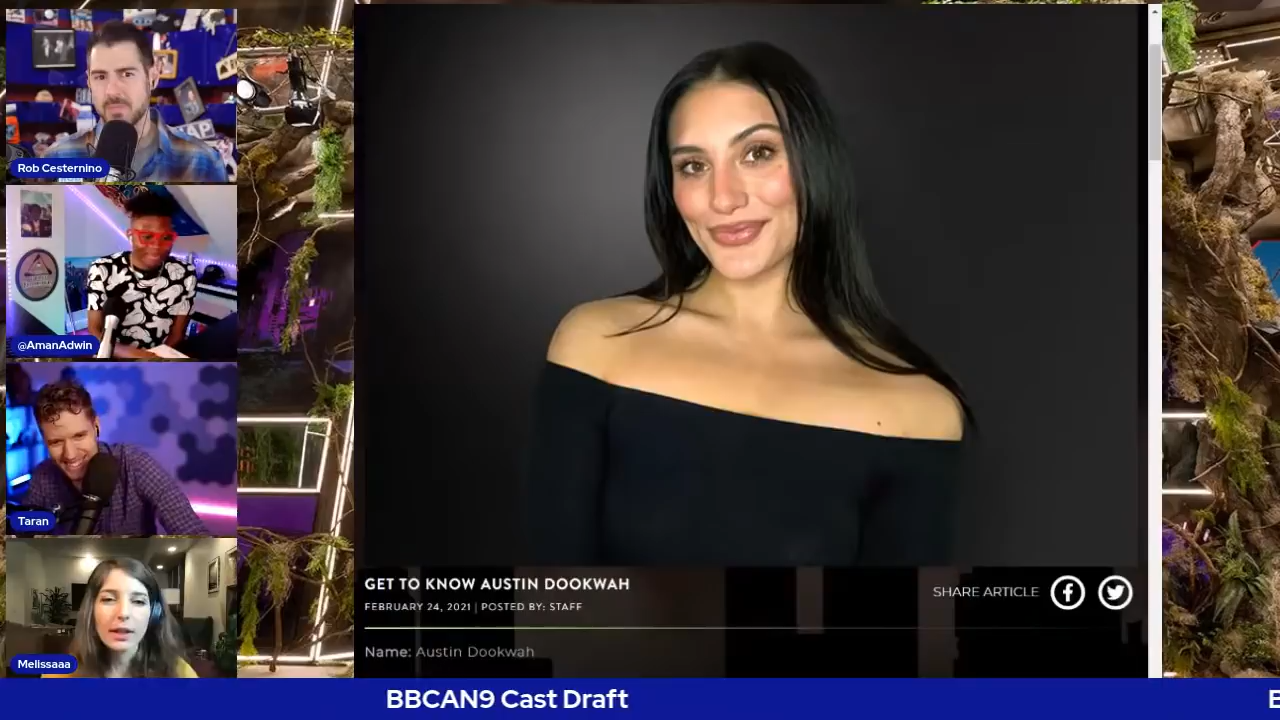 Rob Cesternino
@AmanAdwin
Taran
Melissaaa
GET TO KNOW AUSTIN DOOKWAH
FEBRUARY 24, 2021 | POSTED BY: STAFF
SHARE ARTICLE
Name: Austin Dookwah
BBCAN9 Cast Draft
B